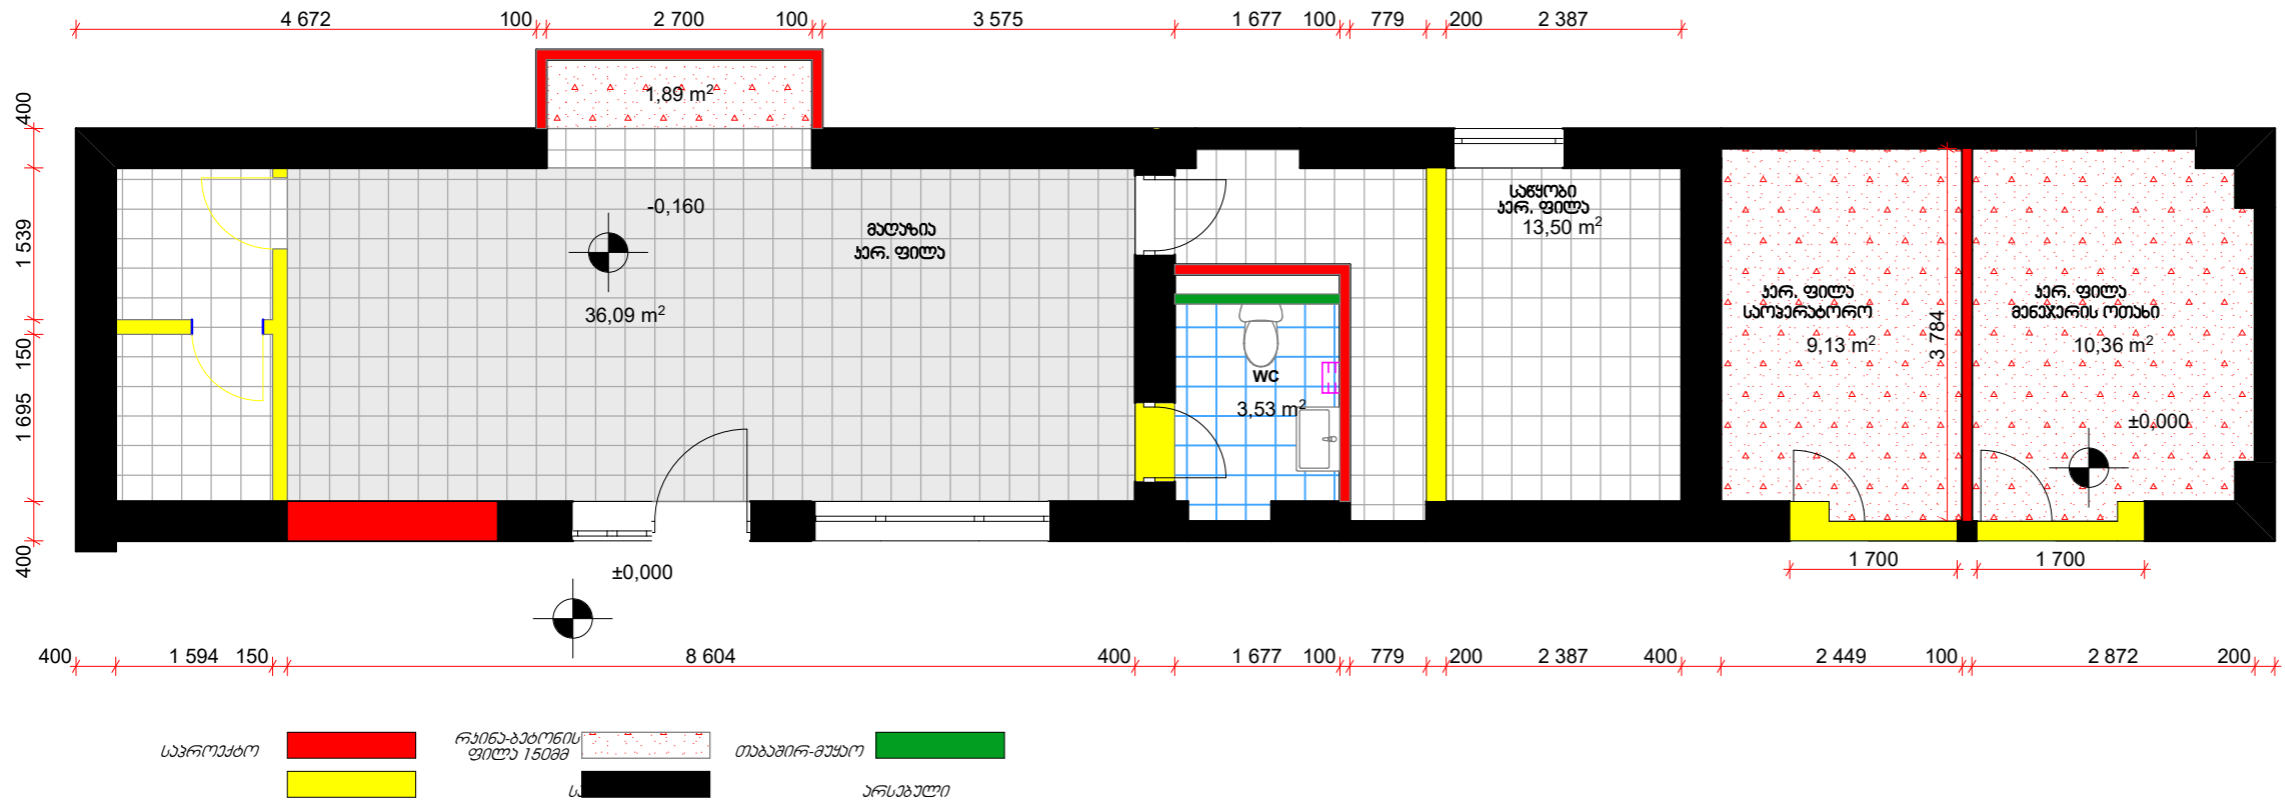 4 672 100 2 700 100 3 575 1 677 100 779 200 2 387
400
1 539
150
1 695
400
1,89 m²
-0,160
მაღაზია
კერ. ფილა
36,09 m²
საწყობი
კერ. ფილა
13,50 m²
WC
3,53 m²
კერ. ფილა
საოპერატორო
9,13 m²
3 784
კერ. ფილა
მენეჯერის ოთახი
10,36 m²
±0,000
±0,000
1 700 1 700
400 1 594 150 8 604 400 1 677 100 779 200 2 387 400 2 449 100 2 872 200
საპროექტო
რკინა-ბეტონის
ფილა 150მმ
თაბაშირ-მუყაო
არსებული